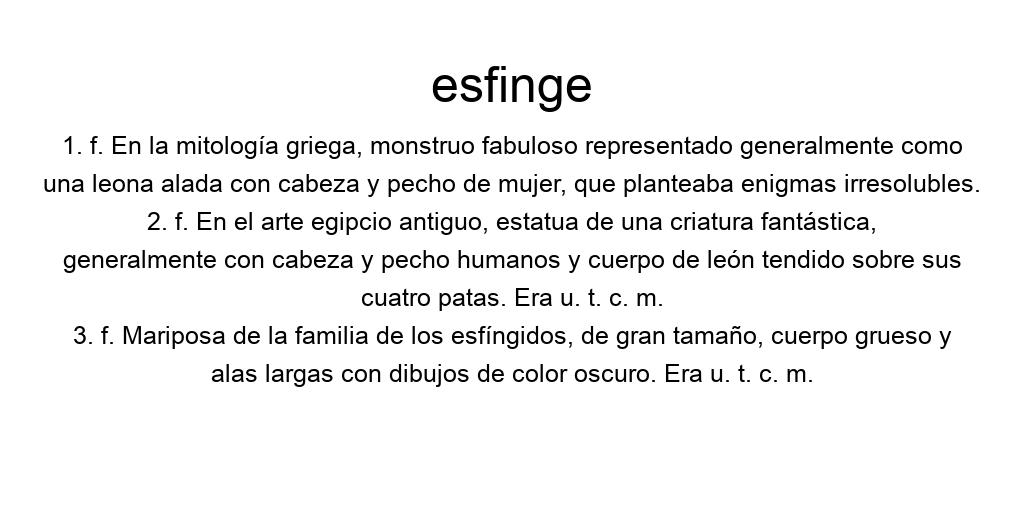 esfinge
1. f. En la mitología griega, monstruo fabuloso representado generalmente como
una leona alada con cabeza y pecho de mujer, que planteaba enigmas irresolubles.
2. f. En el arte egipcio antiguo, estatua de una criatura fantástica,
generalmente con cabeza y pecho humanos y cuerpo de león tendido sobre sus
cuatro patas. Era u. t. c. m.
3. f. Mariposa de la familia de los esfíngidos, de gran tamaño, cuerpo grueso y
alas largas con dibujos de color oscuro. Era u. t. c. m.